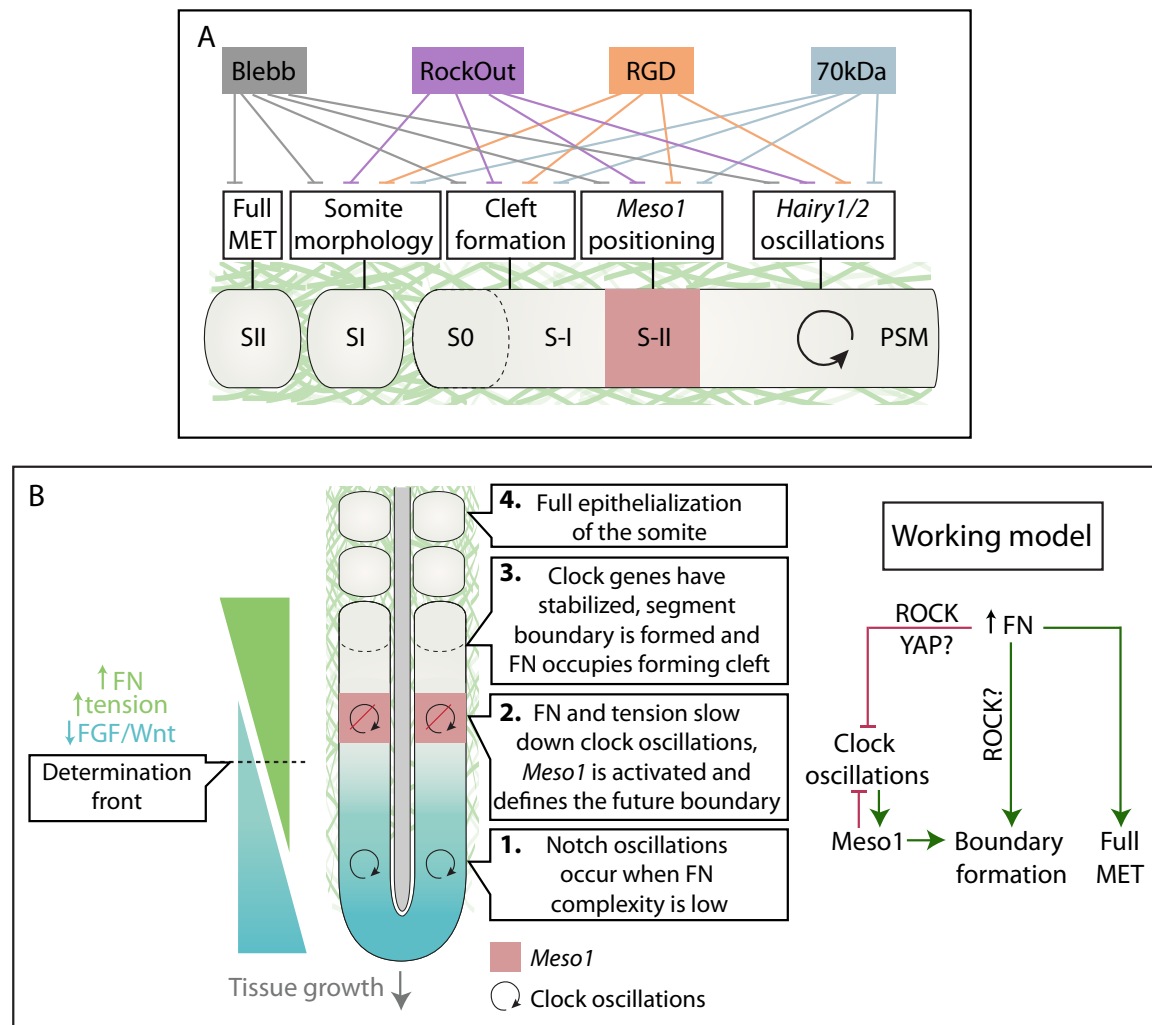 A
Blebb
RockOut
RGD
70kDa
Full
MET
Somite
morphology
Cleft
formation
Meso1
positioning
Hairy1/2
oscillations
SII
SI
S0
S-I
S-II
PSM
B
↑FN
↑tension
↓FGF/Wnt
Determination
front
4. Full epithelialization
of the somite
3. Clock genes have
stabilized, segment
boundary is formed and
FN occupies forming cleft
2. FN and tension slow
down clock oscillations,
Meso1 is activated and
defines the future boundary
1. Notch oscillations
occur when FN
complexity is low
Tissue growth
Meso1
Clock oscillations
Working model
ROCK
YAP?
↑ FN
ROCK?
Clock
oscillations
Meso1
Boundary
formation
Full
MET